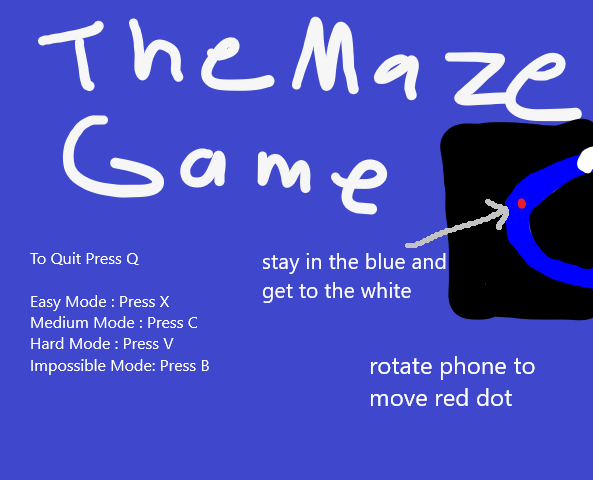 The Maze
Game
To Quit Press Q
stay in the blue and
get to the white
Easy Mode : Press X
Medium Mode : Press C
Hard Mode : Press V
Impossible Mode: Press B
rotate phone to
move red dot